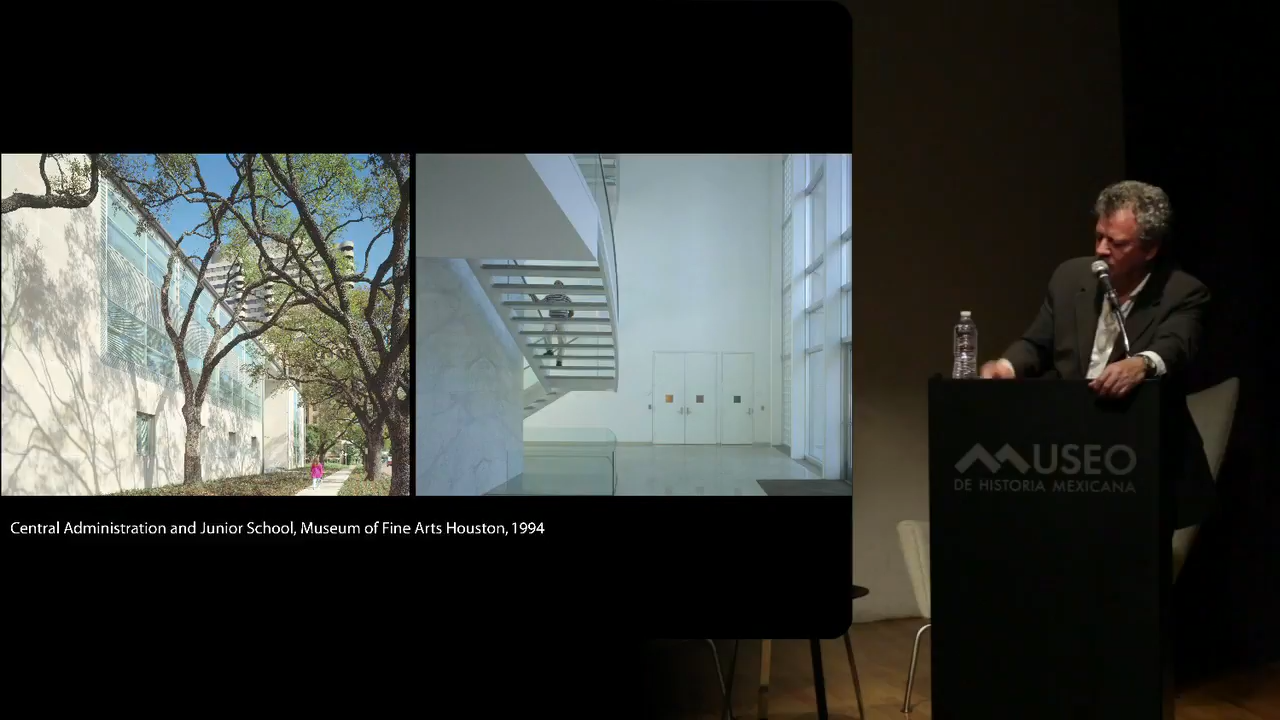 Central Administration and Junior School, Museum of Fine Arts Houston, 1994
MUSEO
DE HISTORIA MEXICANA